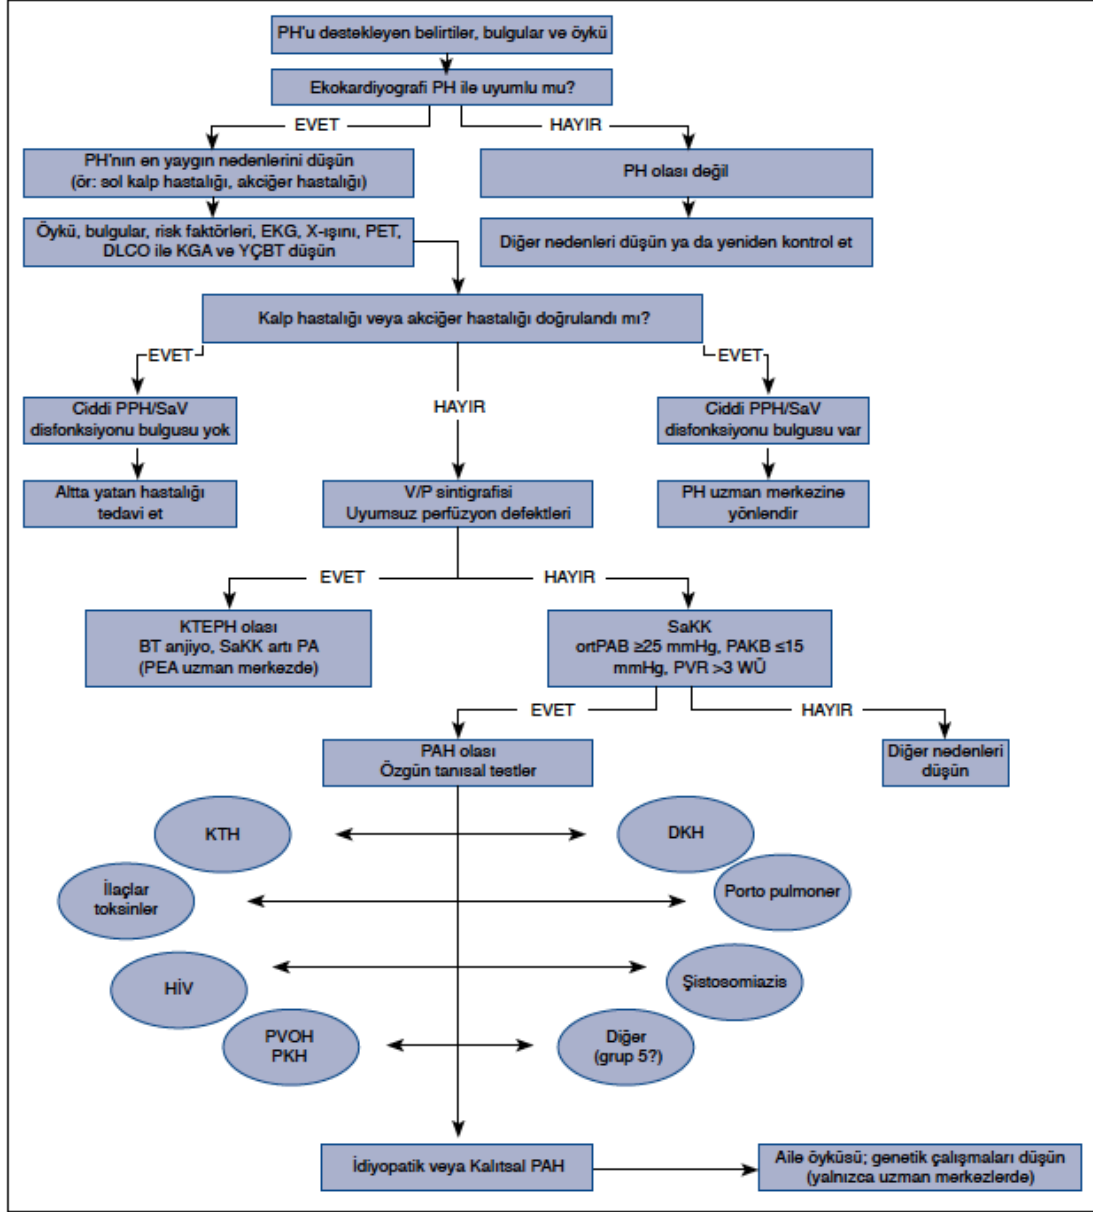 PH'u destekleyen belirtiler, bulgular ve öykü
Ekokardiyografi PH ile uyumlu mu?
EVET
HAYIR
PH'nın en yaygın nedenlerini düşün
(ör: sol kalp hastalığı, akciğer hastalığı)
PH olası değil
Öykü, bulgular, risk faktörleri, EKG, X-ışını, PET,
DLCO ile KGA ve YÇBT düşün
Diğer nedenleri düşün ya da yeniden kontrol et
Kalp hastalığı veya akciğer hastalığı doğrulandı mı?
EVET
HAYIR
EVET
Ciddi PPH/SaV
disfonksiyonu bulgusu yok
Ciddi PPH/SaV
disfonksiyonu bulgusu var
Altta yatan hastalığı
tedavi et
V/P sintigrafisi
Uyumsuz perfüzyon defektleri
PH uzman merkezine
yönlendir
EVET
HAYIR
KTEPH olası
BT anjiyo, SaKK artı PA
(PEA uzman merkezde)
SaKK
ortPAB ≥25 mmHg, PAKB ≤15
mmHg, PVR >3 WÜ
EVET
HAYIR
PAH olası
Özgün tanısal testler
Diğer nedenleri
düşün
KTH
DKH
İlaçlar
toksinler
Porto pulmoner
HİV
Şistosomiazis
PVOH
PKH
Diğer
(grup 5?)
İdiyopatik veya Kalıtsal PAH
Aile öyküsü; genetik çalışmaları düşün
(yalnızca uzman merkezlerde)